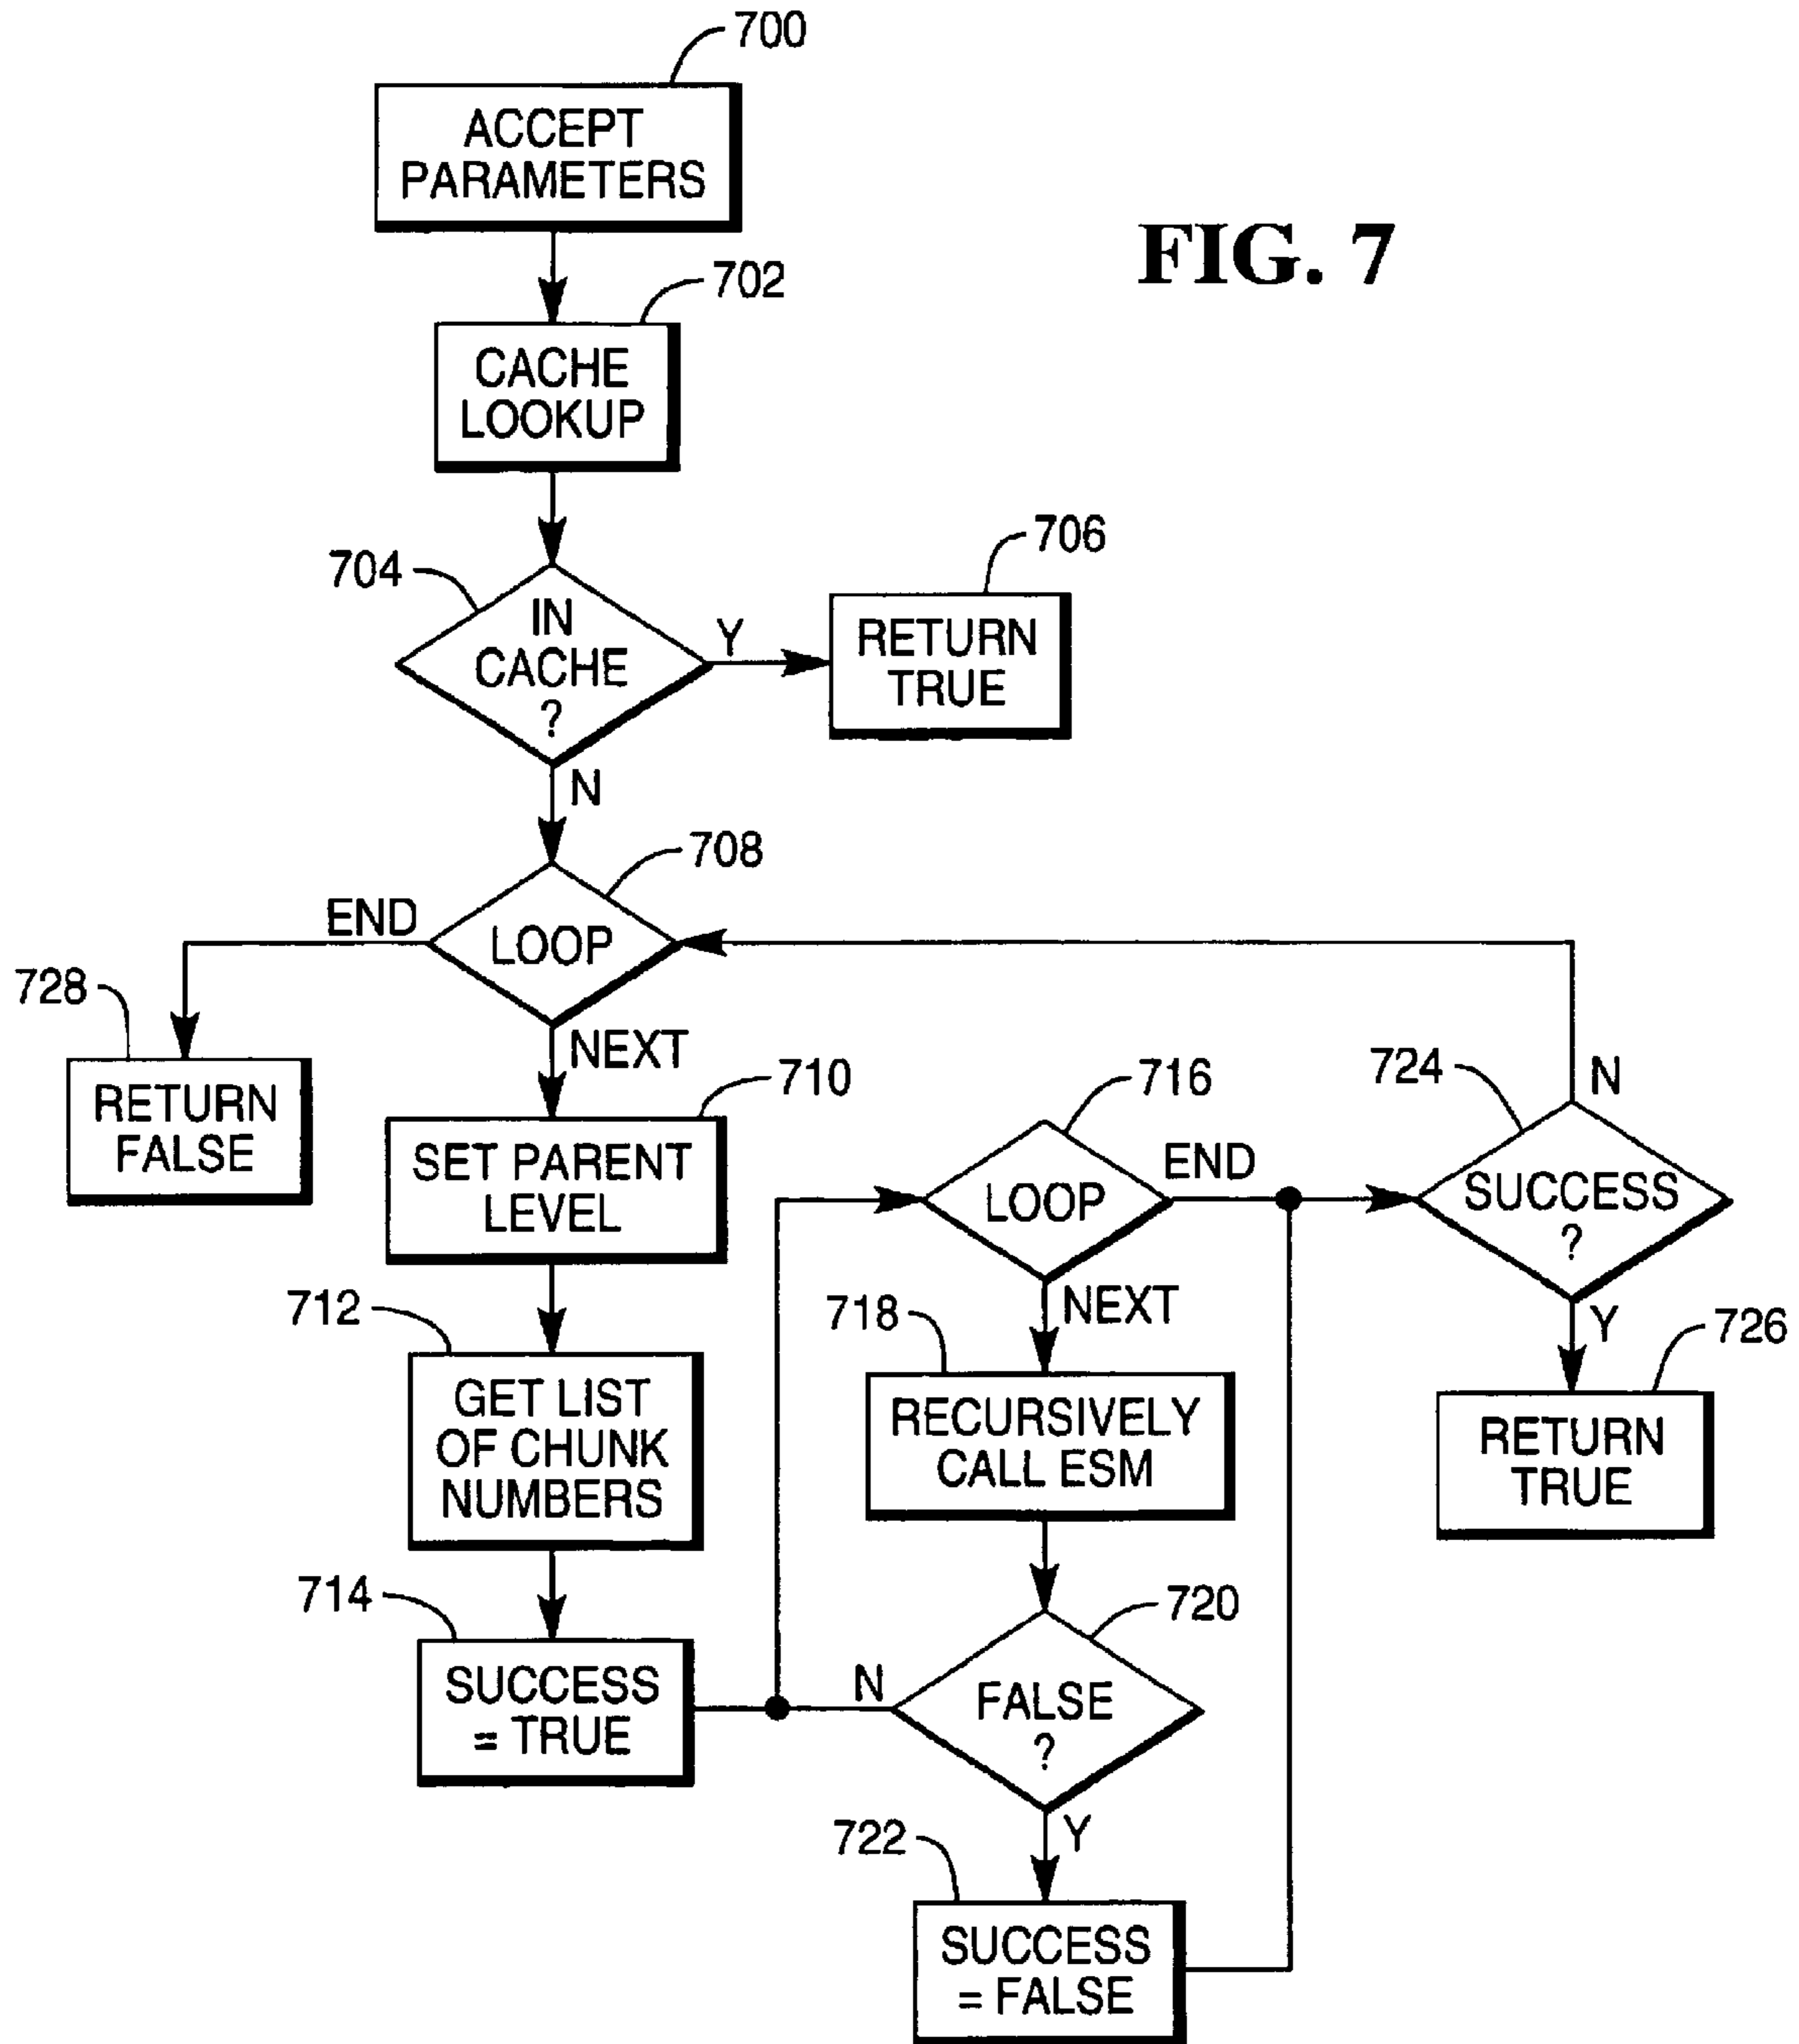 700
ACCEPT
PARAMETERS
FIG. 7
702
CACHE
LOOKUP
704
IN
CACHE
?
Y
706
RETURN
TRUE
N
708
LOOP
END
728
RETURN
FALSE
NEXT
710
SET PARENT
LEVEL
712
GET LIST
OF CHUNK
NUMBERS
714
SUCCESS
= TRUE
716
LOOP
END
NEXT
718
RECURSIVELY
CALL ESM
720
FALSE
?
N
Y
722
SUCCESS
= FALSE
724
SUCCESS
?
N
Y
726
RETURN
TRUE